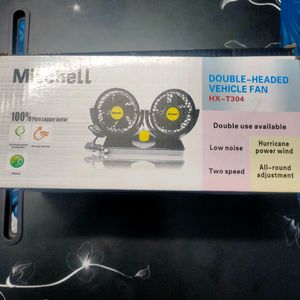 Mitchell
DOUBLE-HEADED
VEHICLE FAN
HX-T304
100% Pure copper motor
Double use available
Low noise
Hurricane
power wind
Two speed
All-round
adjustment